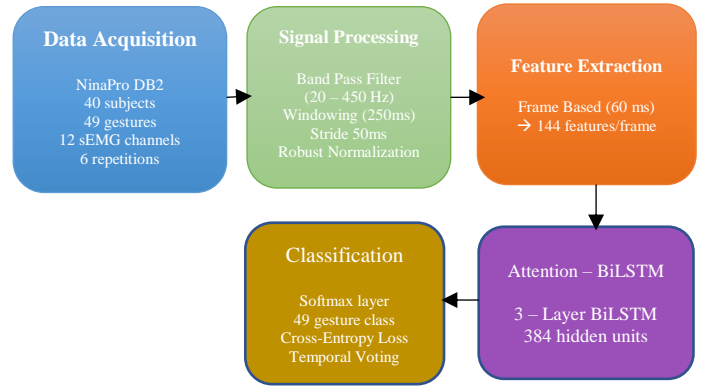 Data Acquisition
NinaPro DB2
40 subjects
49 gestures
12 sEMG channels
6 repetitions
Signal Processing
Band Pass Filter
(20 – 450 Hz)
Windowing (250ms)
Stride 50ms
Robust Normalization
Feature Extraction
Frame Based (60 ms)
→ 144 features/frame
Attention – BiLSTM
3 – Layer BiLSTM
384 hidden units
Classification
Softmax layer
49 gesture class
Cross-Entropy Loss
Temporal Voting